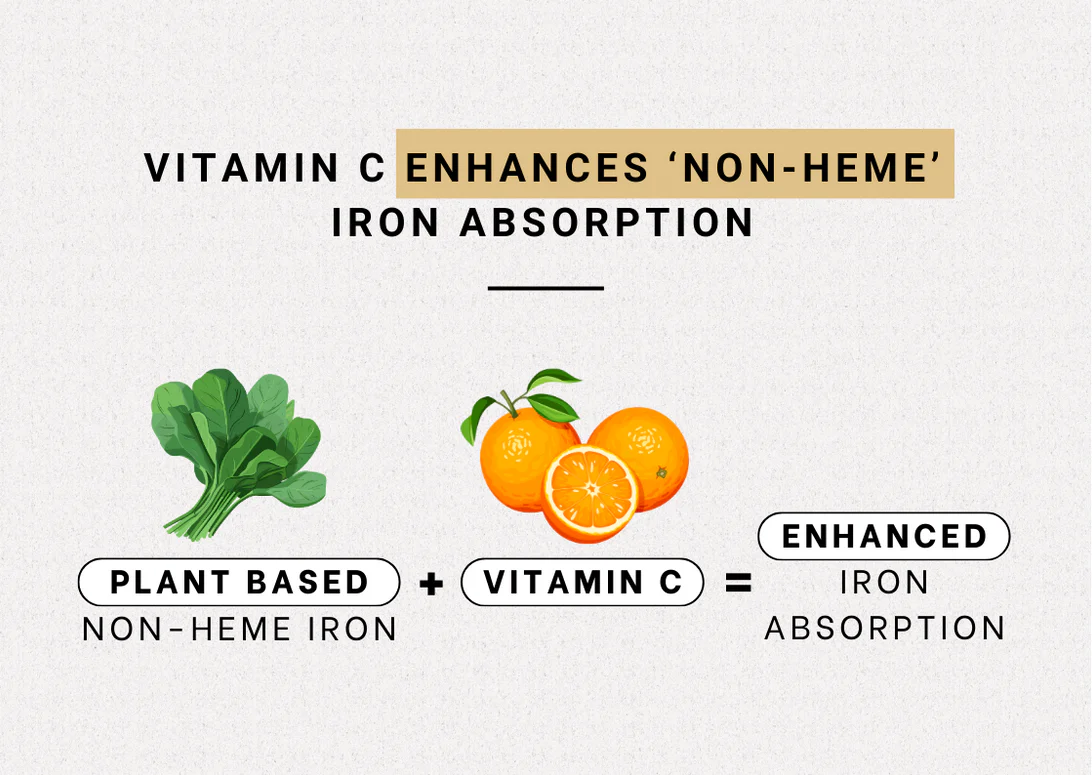 VITAMIN C ENHANCES ‘NON-HEME’
IRON ABSORPTION
PLANT BASED
NON-HEME IRON
+
VITAMIN C
=
ENHANCED
IRON
ABSORPTION